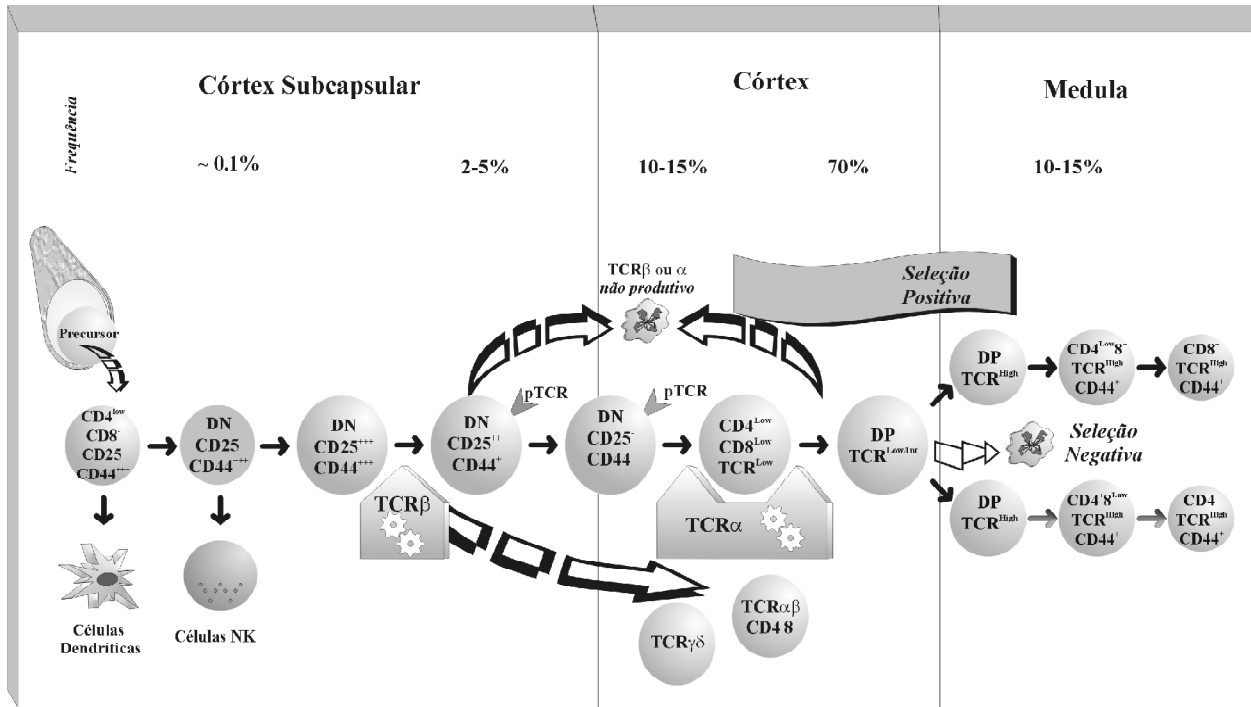 Córtex Subcapsular
Córtex
Medula
Frequência
~ 0.1%
2-5%
10-15%
70%
10-15%
Precursor
TCRβ ou α
não produtivo
Seleção
Positiva
pTCR
pTCR
CD4low
CD8-
CD25
CD44+++
DN
CD25
CD44+++
DN
CD25+++
CD44+++
DN
CD25++
CD44+
DN
CD25-
CD44
CD4Low
CD8Low
TCRLow
DP
TCRLow/Int
DP
TCRHigh
CD4Low8-
TCRHigh
CD44+
CD8-
TCRHigh
CD44+
Seleção
Negativa
DP
TCRHigh
CD4+8Low
TCRHigh
CD44+
CD4
TCRHigh
CD44+
TCRβ
TCRα
Células
Dendríticas
Células NK
TCRγδ
TCRαβ
CD4 8